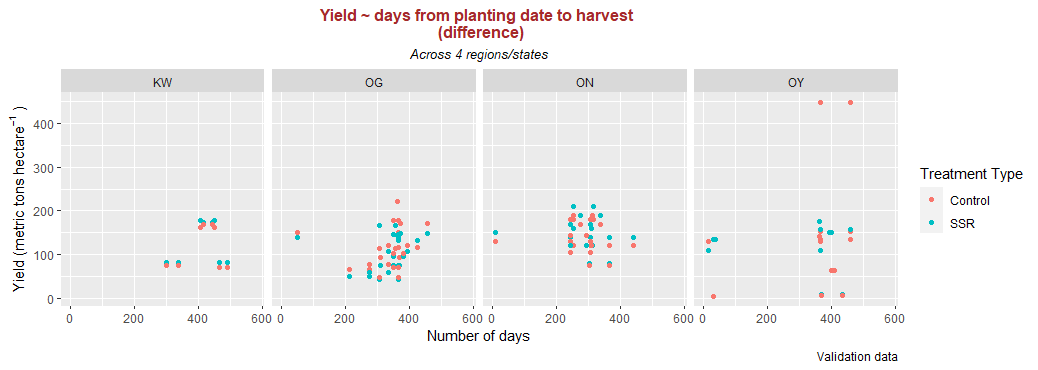 Yield ~ days from planting date to harvest
(difference)
Across 4 regions/states
KW OG ON OY
Yield (metric tons hectare⁻¹ )
400
300
200
100
0
0 200 400 600 0 200 400 600 0 200 400 600 0 200 400 600
Number of days
Treatment Type
Control
SSR
Validation data